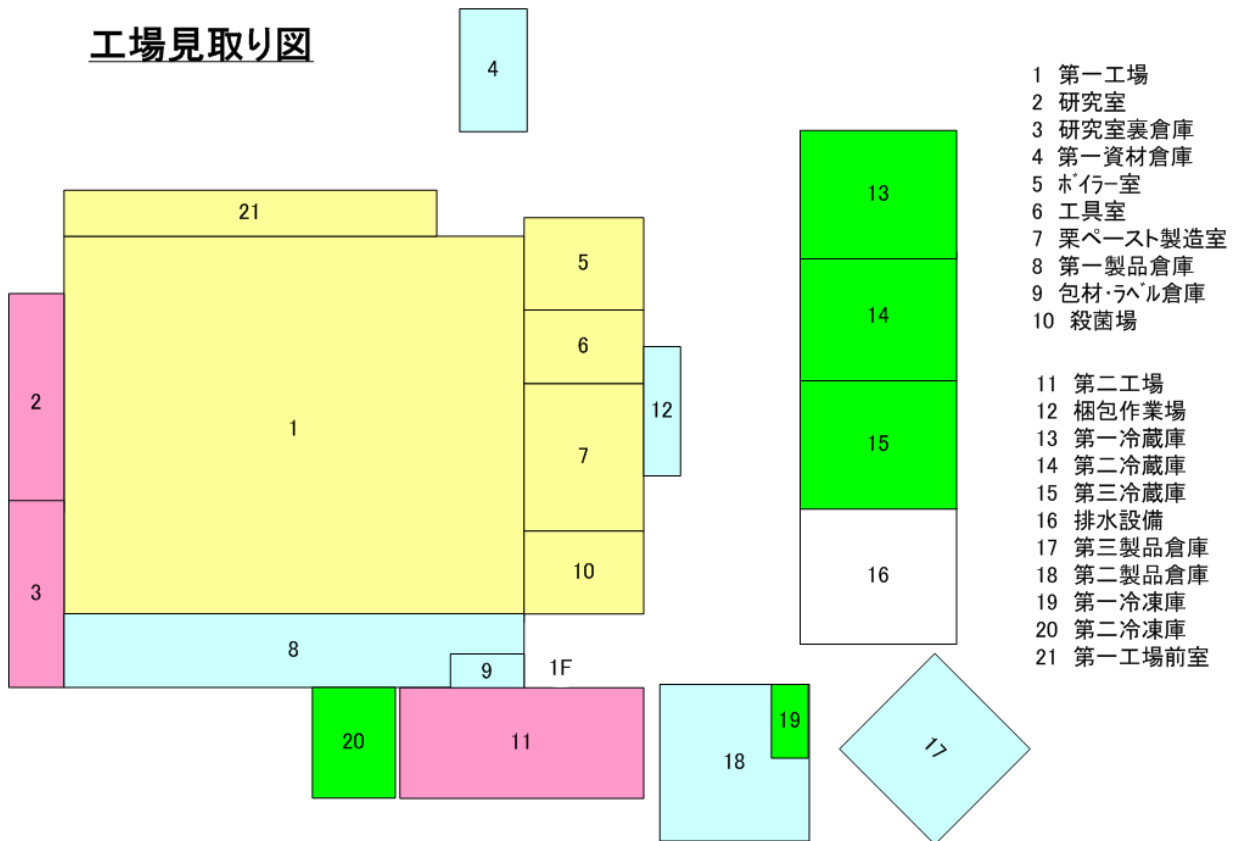 工場見取り図
4
21
5
13
6
14
2
1
12
7
15
3
10
16
8
9
1F
20
11
19
18
17
1 第一工場
2 研究室
3 研究室裏倉庫
4 第一資材倉庫
5 ﾎﾞｲﾗｰ室
6 工具室
7 栗ペースト製造室
8 第一製品倉庫
9 包材･ﾗﾍﾞﾙ倉庫
10 殺菌場
11 第二工場
12 梱包作業場
13 第一冷蔵庫
14 第二冷蔵庫
15 第三冷蔵庫
16 排水設備
17 第三製品倉庫
18 第二製品倉庫
19 第一冷凍庫
20 第二冷凍庫
21 第一工場前室